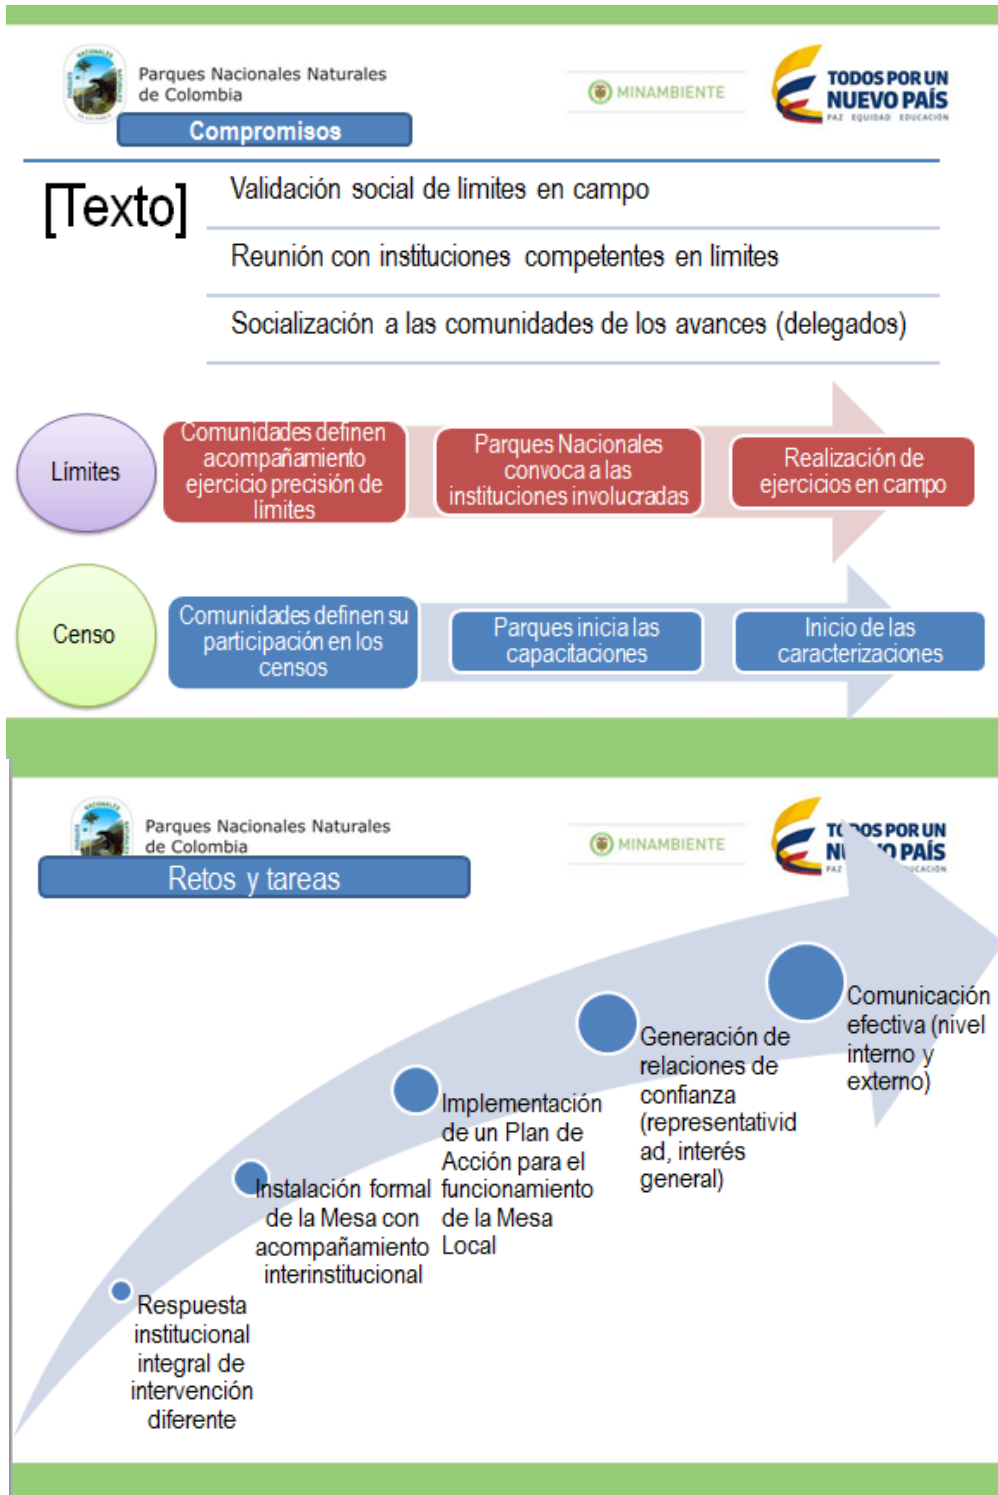 Parques Nacionales Naturales
de Colombia
MINAMBIENTE
TODOS POR UN
NUEVO PAÍS
PAZ EQUIDAD EDUCACIÓN
Compromisos
[Texto]
Validación social de limites en campo
Reunión con instituciones competentes en limites
Socialización a las comunidades de los avances (delegados)
Límites
Comunidades definen
acompañamiento
ejercicio precisión de
límites
Parques Nacionales
convoca a las
instituciones involucradas
Realización de
ejercicios en campo
Censo
Comunidades definen su
participación en los
censos
Parques inicia las
capacitaciones
Inicio de las
caracterizaciones
Parques Nacionales Naturales
de Colombia
MINAMBIENTE
POR UN
PAÍS
PAZ
Retos y tareas
Respuesta
institucional
integral de
intervención
diferente
Instalación formal
de la Mesa con
acompañamiento
interinstitucional
Implementación
de un Plan de
Acción para el
funcionamiento
de la Mesa
Local
Generación de
relaciones de
confianza
(representativid
ad, interés
general)
Comunicación
efectiva (nivel
interno y
externo)